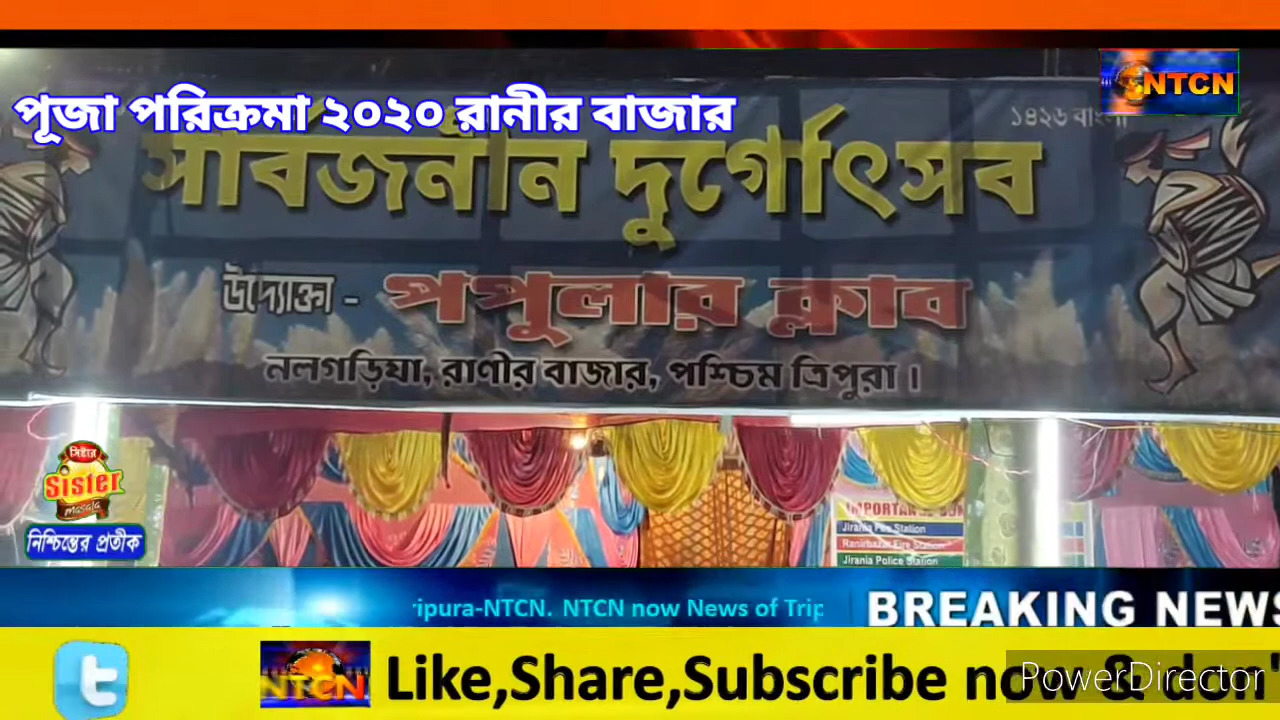 NTCN
পূজা পরিক্রমা ২০২০ রানীর বাজার
১৪২৬ বাংলা
সার্বজনীন দুর্গোৎসব
উদ্যোক্তা - পপুলার ক্লাব
নলগড়িয়া, রাণীর বাজার, পশ্চিম ত্রিপুরা।
সিষ্টার
Sister
masala
নিশ্চিন্তের প্রতীক
Jirania Fire Station
Ranirbazar Fire Station
Jirania Police Station
ripura-NTCN. NTCN now News of Trip
BREAKING NEWS
NTCN
Like,Share,Subscribe now & don'
PowerDirector